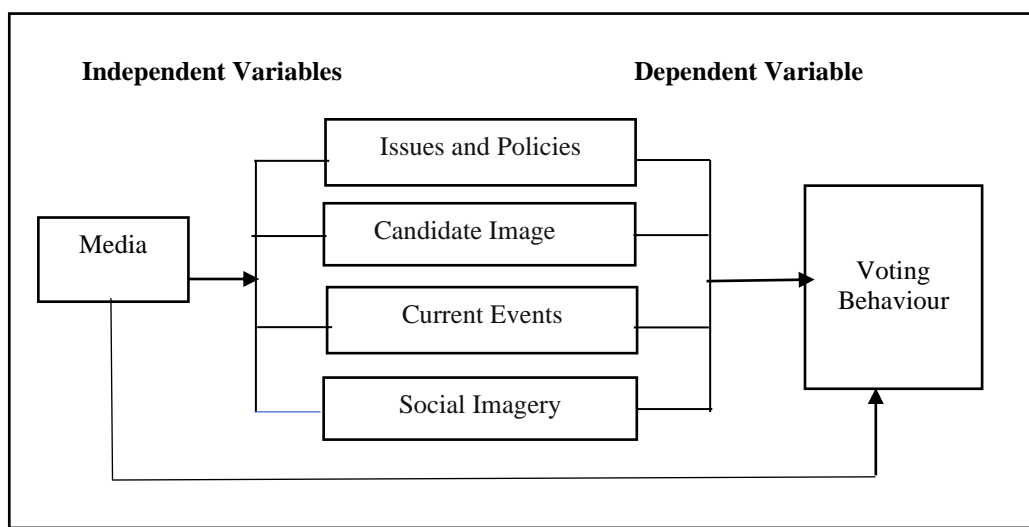 Independent Variables
Dependent Variable
Issues and Policies
Candidate Image
Media
Current Events
Social Imagery
Voting
Behaviour